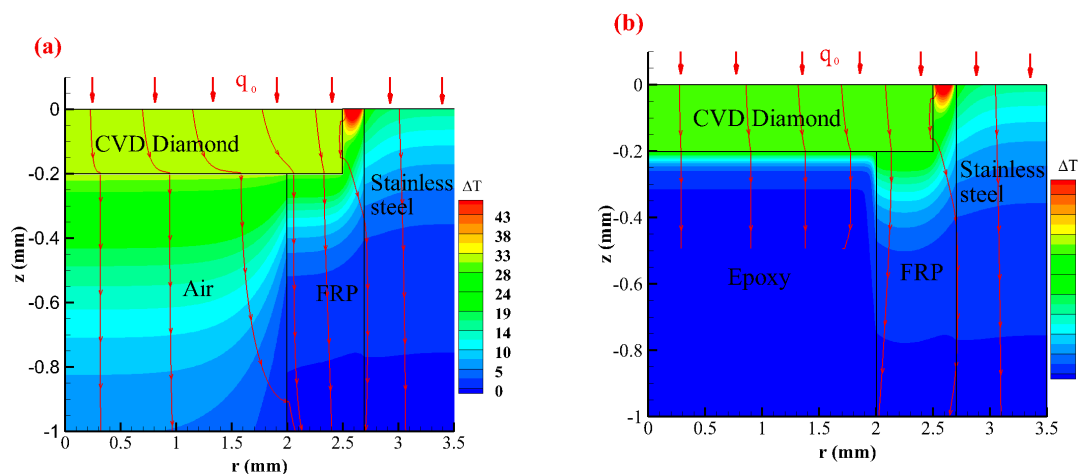 (a)
q₀
0
-0.2
-0.4
-0.6
-0.8
-1
z (mm)
CVD Diamond
Stainless
steel
Air
FRP
ΔT
43
38
33
28
24
19
14
10
5
0
0
0.5
1
1.5
2
2.5
3
3.5
r (mm)
(b)
q₀
0
-0.2
-0.4
-0.6
-0.8
-1
z (mm)
CVD Diamond
Stainless
steel
Epoxy
FRP
ΔT
0
0.5
1
1.5
2
2.5
3
3.5
r (mm)